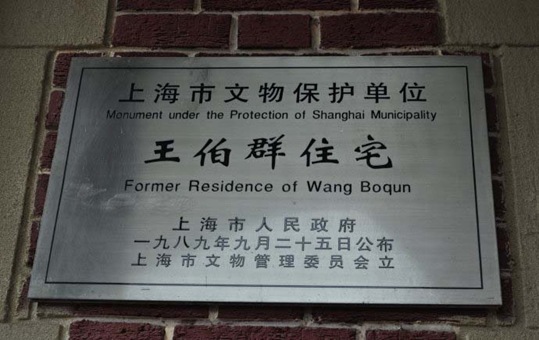 上海市文物保护单位
Monument under the Protection of Shanghai Municipality
王伯群住宅
Former Residence of Wang Boqun
上海市人民政府
一九八九年九月二十五日公布
上海市文物管理委员会立